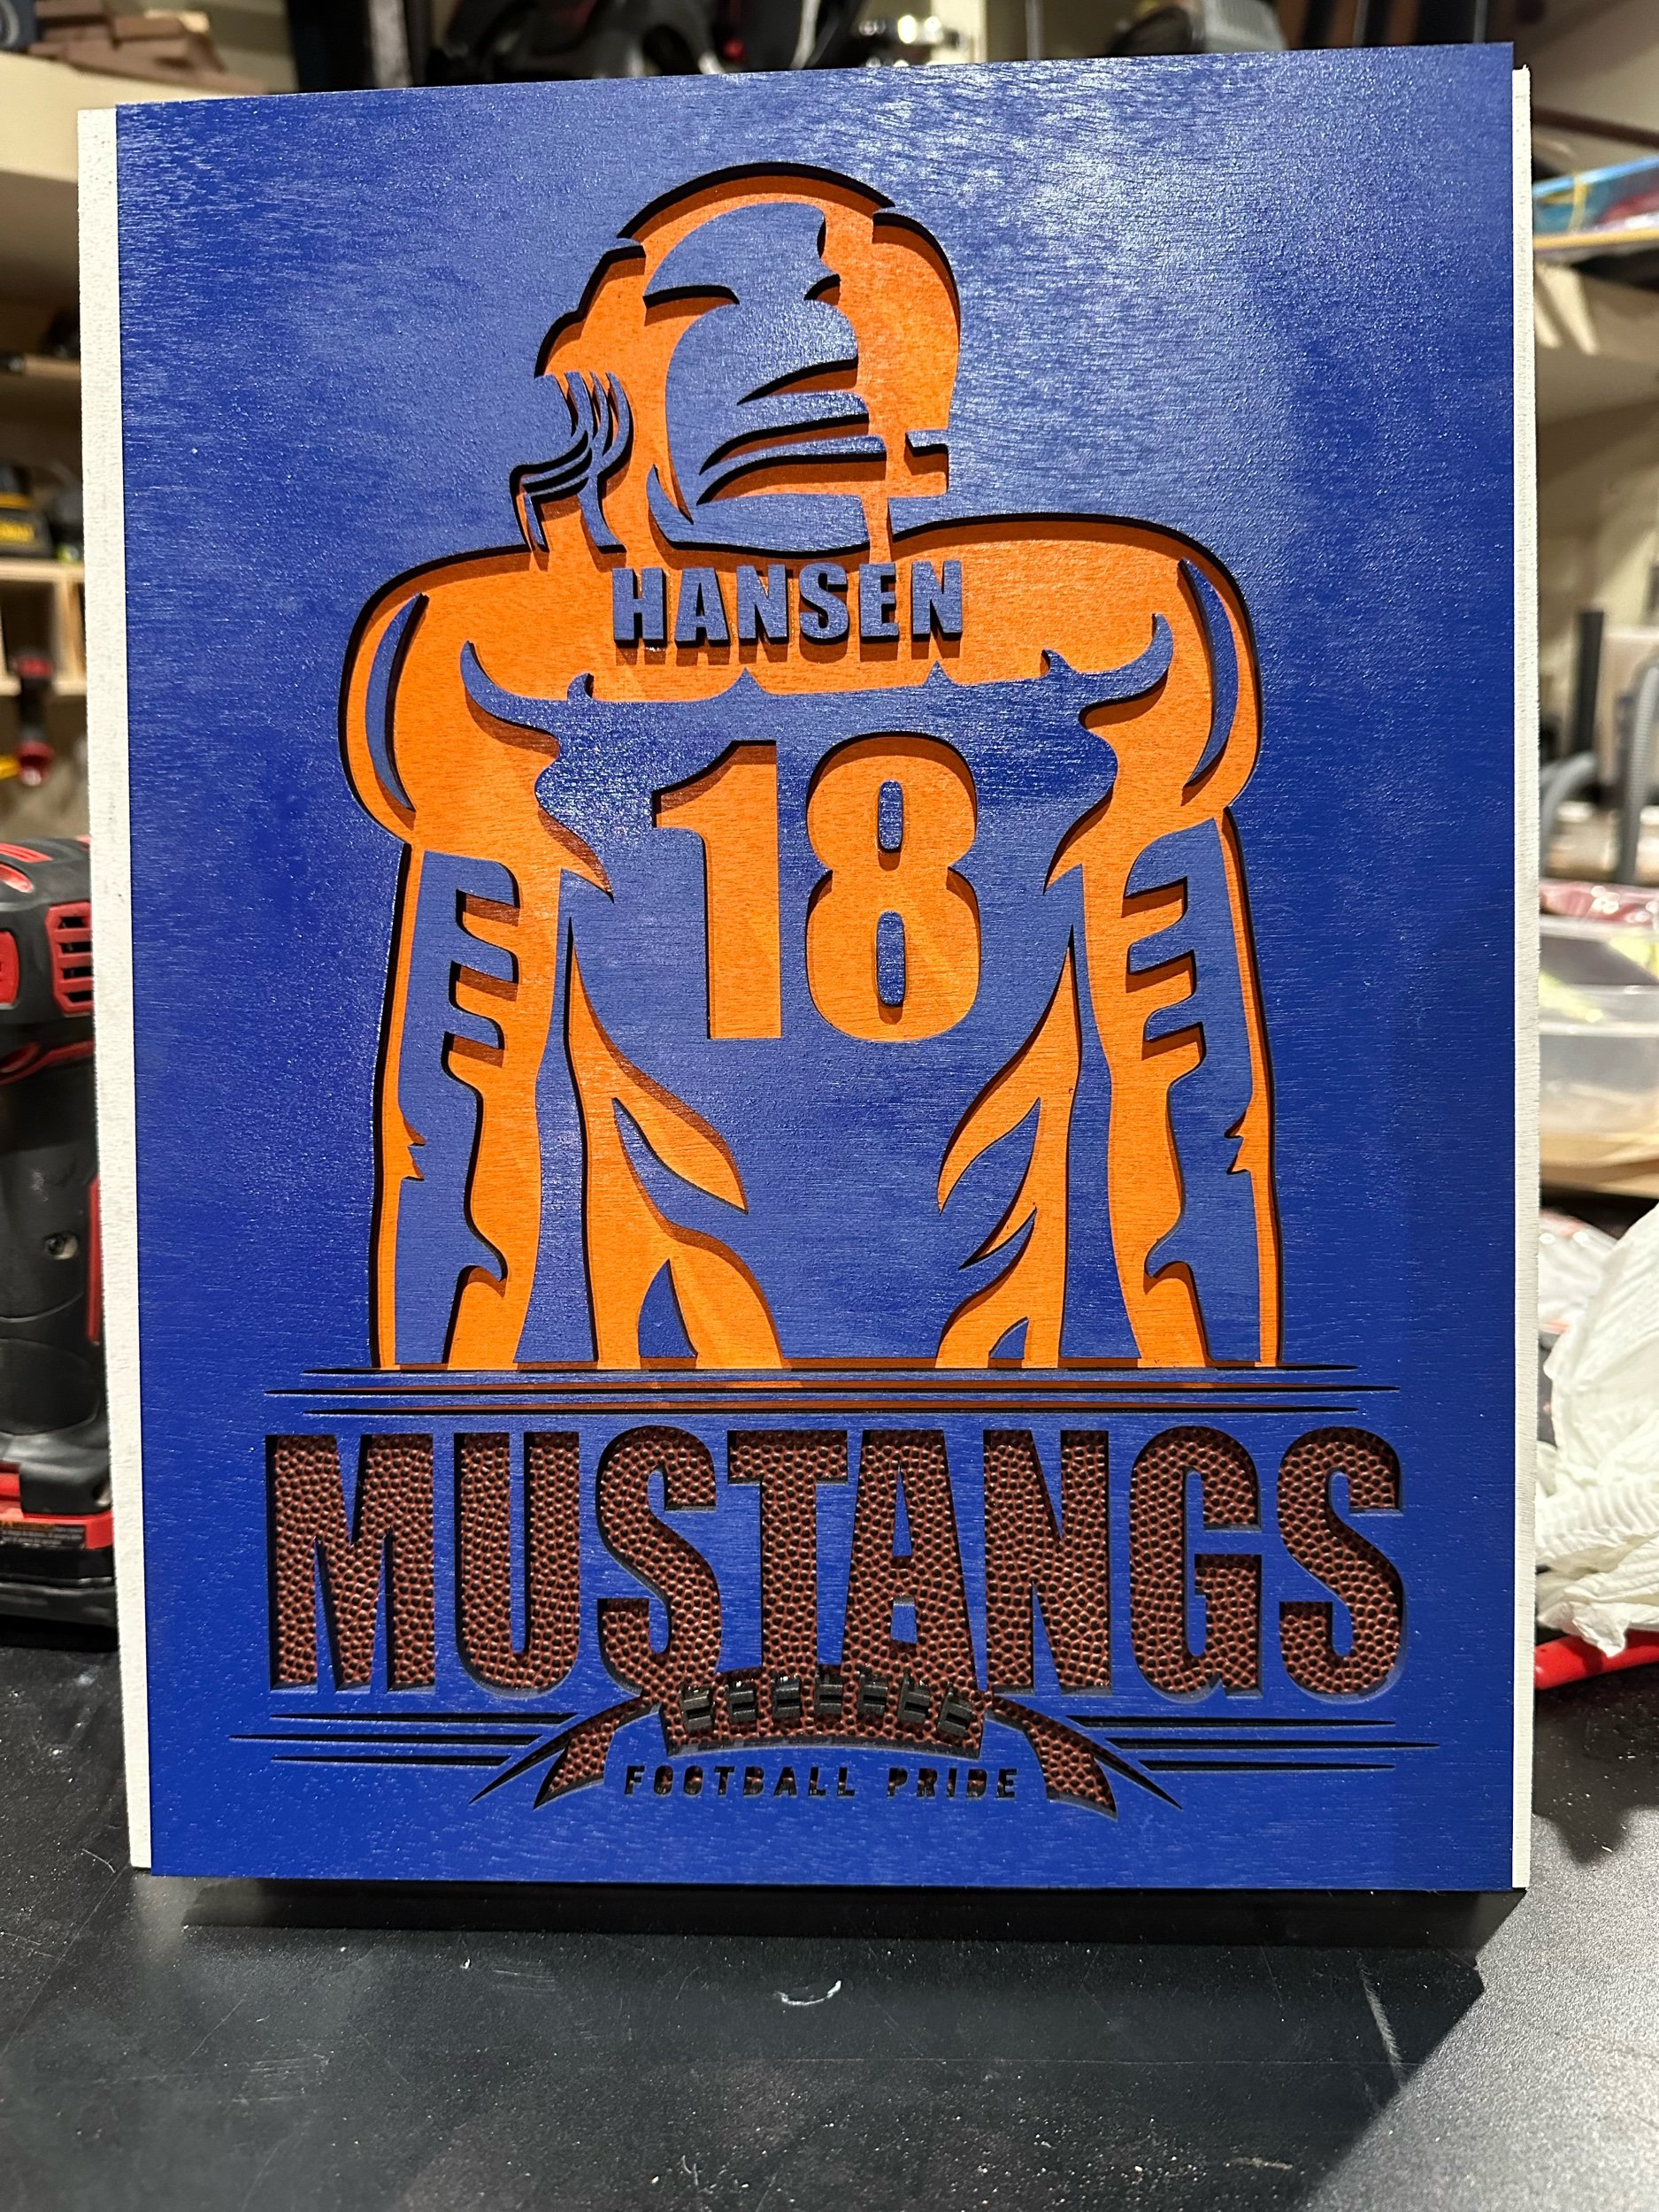 HANSEN
18
MUSTANGS
FOOTBALL PRIDE